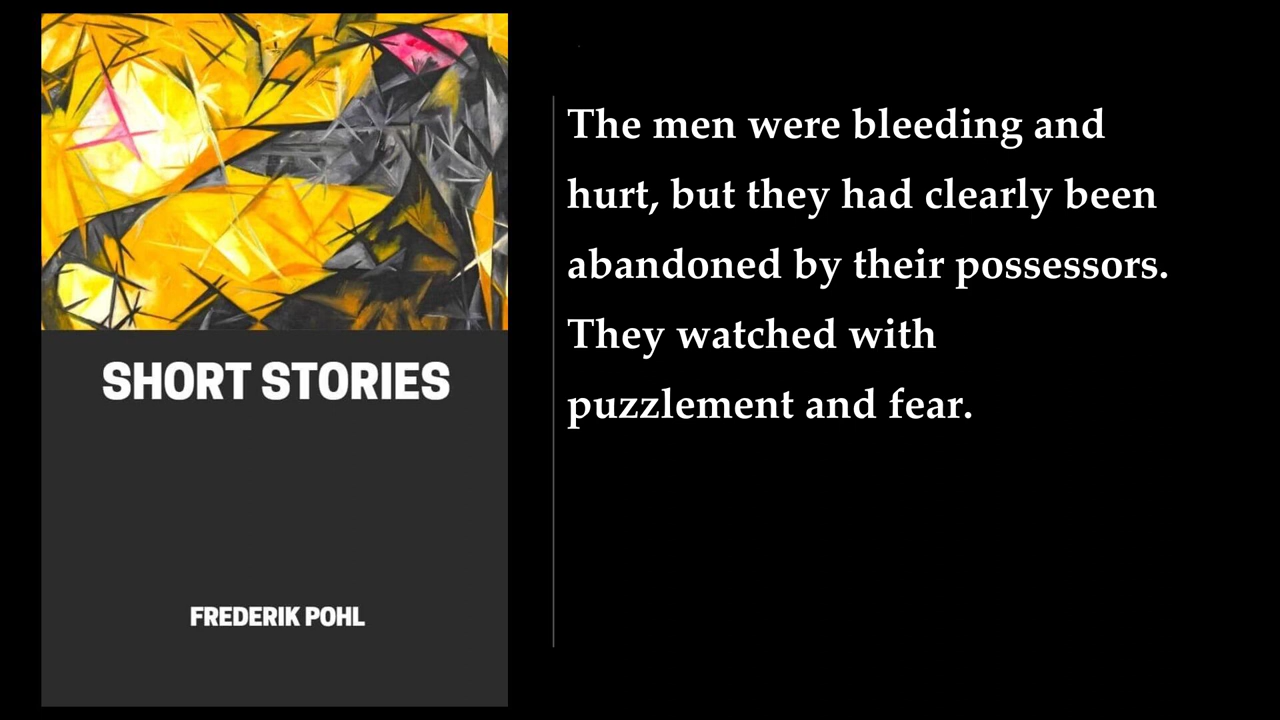 SHORT STORIES
FREDERIK POHL
The men were bleeding and
hurt, but they had clearly been
abandoned by their possessors.
They watched with
puzzlement and fear.